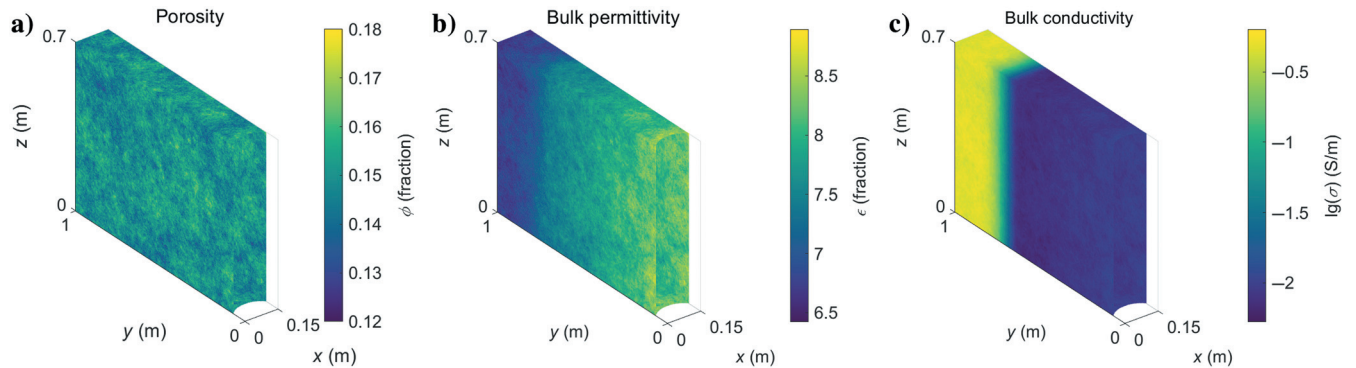 a)
Porosity
0.7
z (m)
0
1
y (m)
0
0
0.15
x (m)
0.18
0.17
0.16
0.15
0.14
0.13
0.12
ϕ (fraction)
b)
Bulk permittivity
0.7
z (m)
0
1
y (m)
0
0
0.15
x (m)
8.5
8
7.5
7
6.5
ϵ (fraction)
c)
Bulk conductivity
0.7
z (m)
0
1
y (m)
0
0
0.15
x (m)
−0.5
−1
−1.5
−2
lg(σ) (S/m)